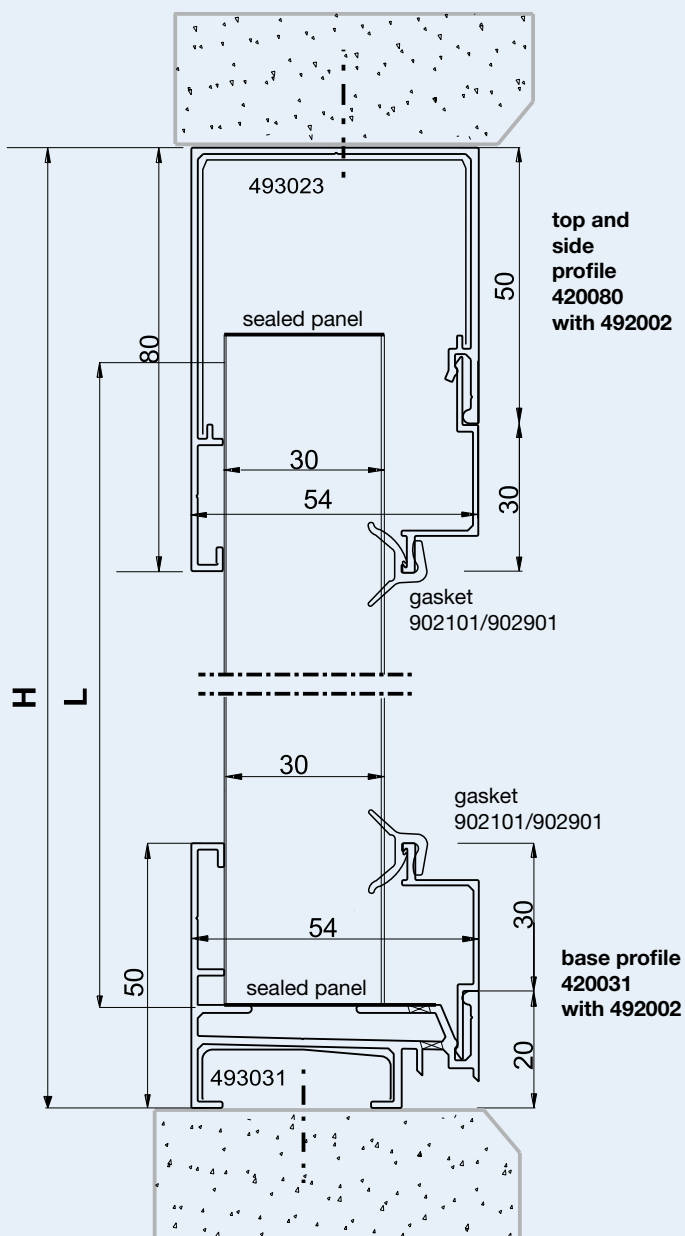 493023
top and
side
profile
420080
with 492002
50
sealed panel
80
30
54
30
gasket
902101/902901
H
L
30
gasket
902101/902901
30
54
50
sealed panel
base profile
420031
with 492002
20
493031